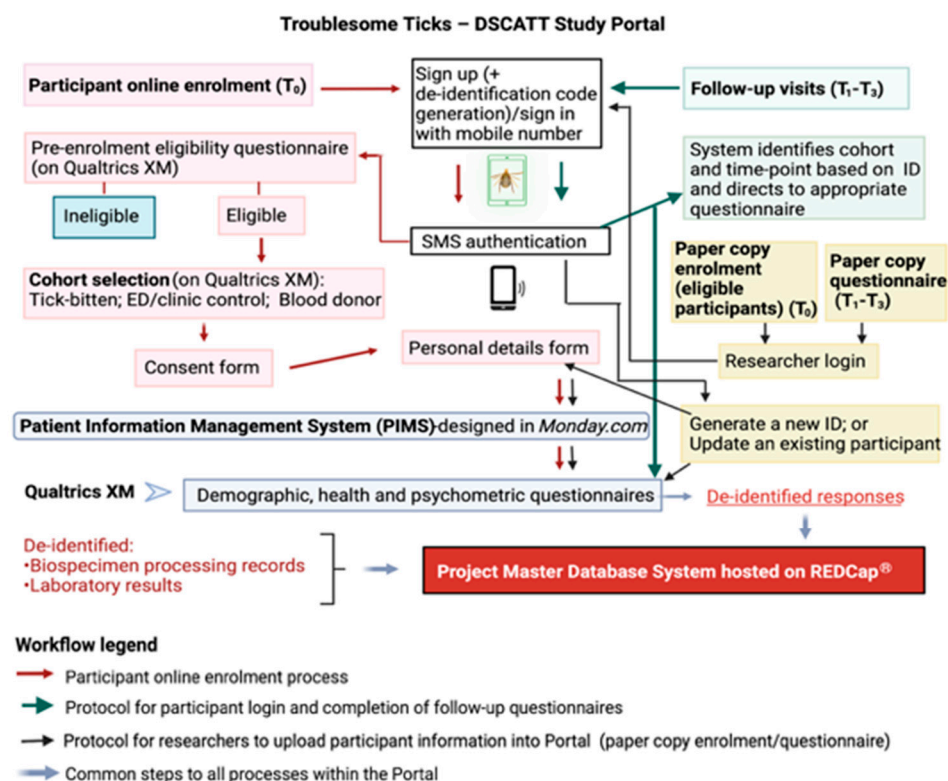 Troublesome Ticks – DSCATT Study Portal
Participant online enrolment (T₀)
Sign up (+
de-identification code
generation)/sign in
with mobile number
Follow-up visits (T₁-T₃)
Pre-enrolment eligibility questionnaire
(on Qualtrics XM)
System identifies cohort
and time-point based on ID
and directs to appropriate
questionnaire
Ineligible
Eligible
SMS authentication
Cohort selection (on Qualtrics XM):
Tick-bitten; ED/clinic control; Blood donor
Paper copy
enrolment
(eligible
participants) (T₀)
Paper copy
questionnaire
(T₁-T₃)
Consent form
Personal details form
Researcher login
Patient Information Management System (PIMS)-designed in Monday.com
Generate a new ID; or
Update an existing participant
Qualtrics XM
Demographic, health and psychometric questionnaires
De-identified responses
De-identified:
•Biospecimen processing records
•Laboratory results
Project Master Database System hosted on REDCap®
Workflow legend
Participant online enrolment process
Protocol for participant login and completion of follow-up questionnaires
Protocol for researchers to upload participant information into Portal (paper copy enrolment/questionnaire)
Common steps to all processes within the Portal